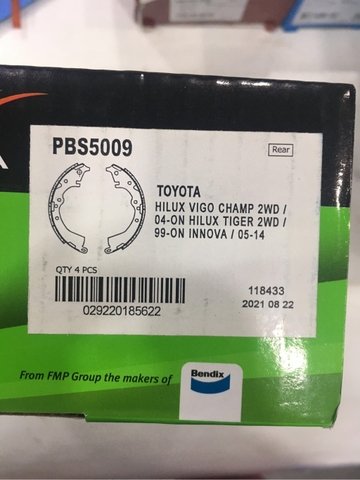 PBS5009
Rear
TOYOTA
HILUX VIGO CHAMP 2WD /
04-ON HILUX TIGER 2WD /
99-ON INNOVA / 05-14
QTY 4 PCS
029220185622
118433
2021 08 22
From FMP Group the makers of
Bendix